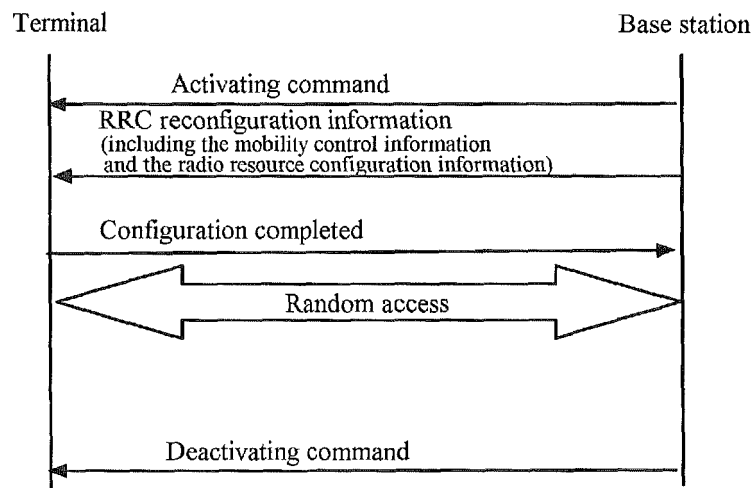 Terminal
Base station
Activating command
RRC reconfiguration information
(including the mobility control information
and the radio resource configuration information)
Configuration completed
Random access
Deactivating command